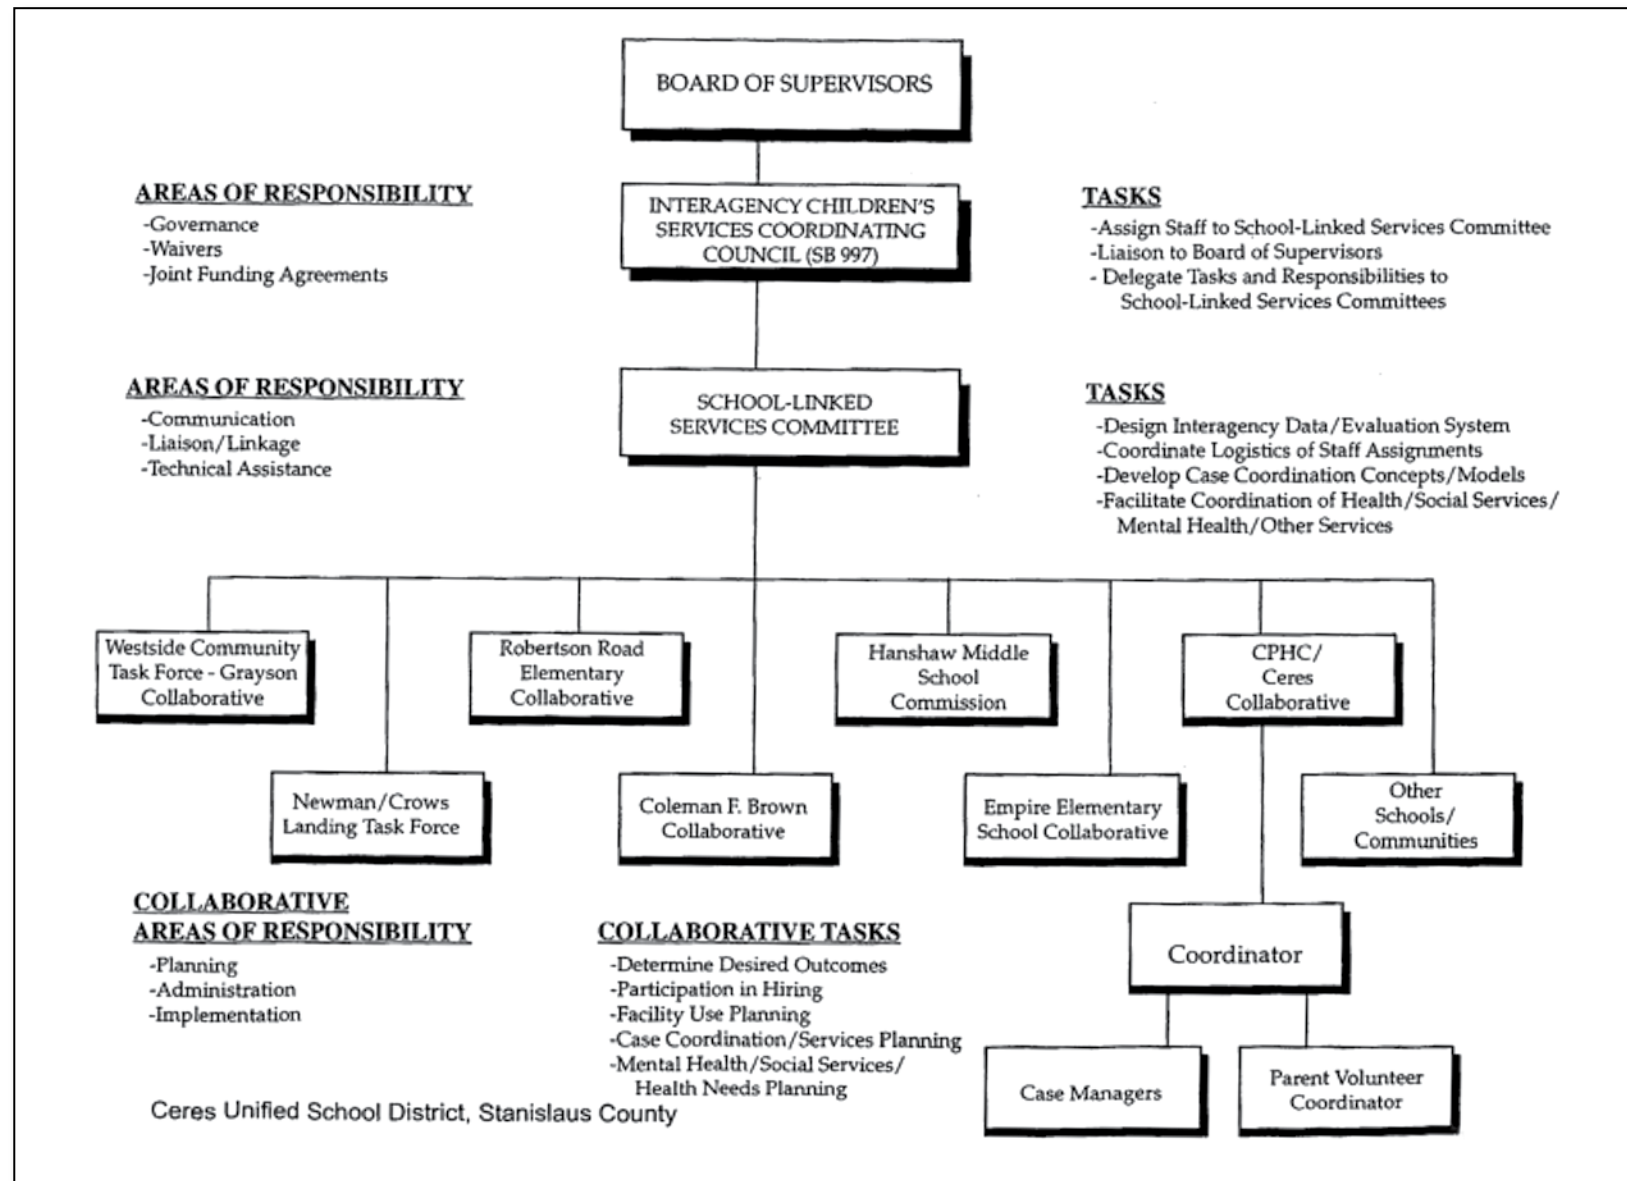 BOARD OF SUPERVISORS
AREAS OF RESPONSIBILITY
-Governance
-Waivers
-Joint Funding Agreements
INTERAGENCY CHILDREN'S
SERVICES COORDINATING
COUNCIL (SB 997)
TASKS
-Assign Staff to School-Linked Services Committee
-Liaison to Board of Supervisors
- Delegate Tasks and Responsibilities to
School-Linked Services Committees
AREAS OF RESPONSIBILITY
-Communication
-Liaison/Linkage
-Technical Assistance
SCHOOL-LINKED
SERVICES COMMITTEE
TASKS
-Design Interagency Data/Evaluation System
-Coordinate Logistics of Staff Assignments
-Develop Case Coordination Concepts/Models
-Facilitate Coordination of Health/Social Services/
Mental Health/Other Services
Westside Community
Task Force - Grayson
Collaborative
Robertson Road
Elementary
Collaborative
Hanshaw Middle
School
Commission
CPHC/
Ceres
Collaborative
Newman/Crows
Landing Task Force
Coleman F. Brown
Collaborative
Empire Elementary
School Collaborative
Other
Schools/
Communities
COLLABORATIVE
AREAS OF RESPONSIBILITY
-Planning
-Administration
-Implementation
COLLABORATIVE TASKS
-Determine Desired Outcomes
-Participation in Hiring
-Facility Use Planning
-Case Coordination/Services Planning
-Mental Health/Social Services/
Health Needs Planning
Coordinator
Case Managers
Parent Volunteer
Coordinator
Ceres Unified School District, Stanislaus County